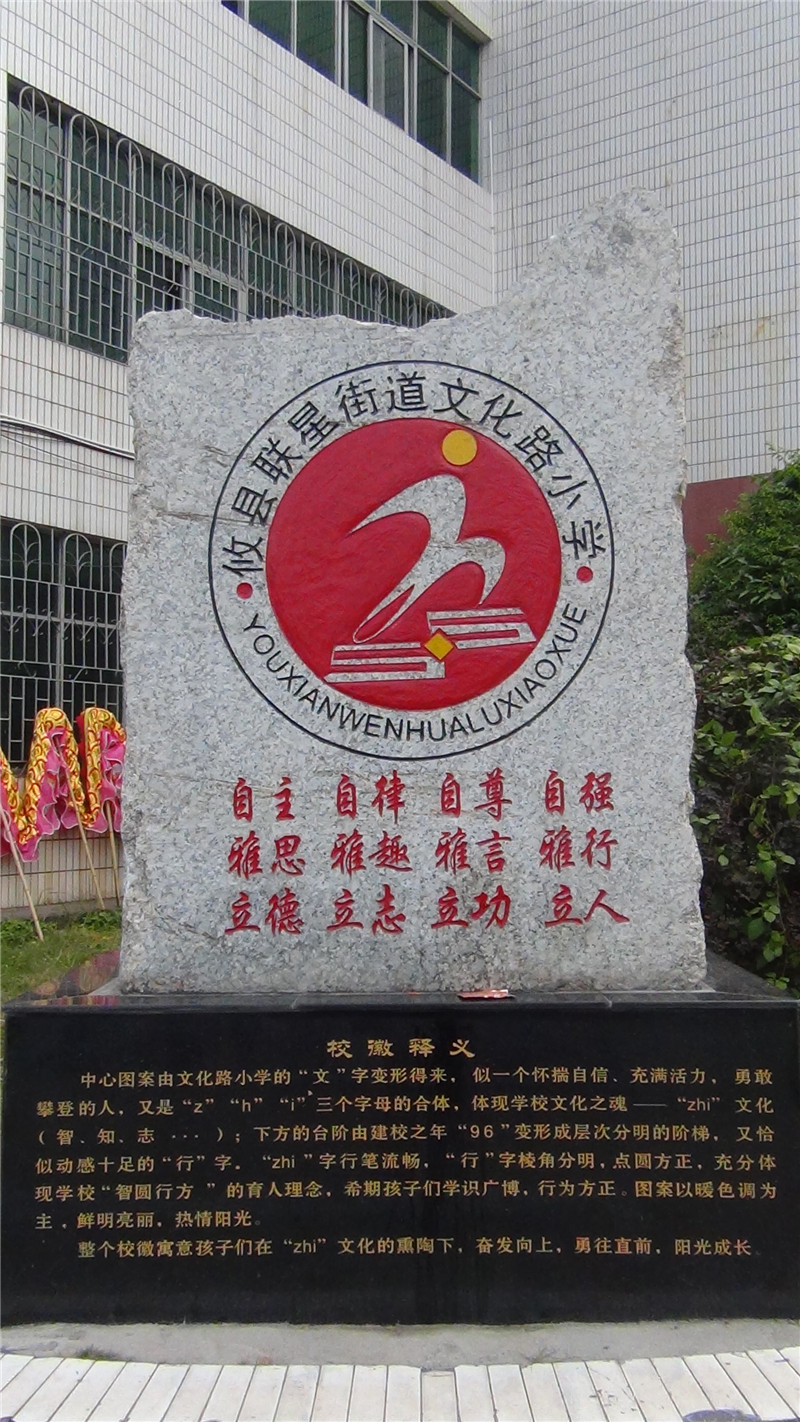 攸县联星街道文化路小学
YOUXIANWENHUALUXIAOXUE
自主 自律 自尊 自强
雅思 雅趣 雅言 雅行
立德 立志 立功 立人
校徽释义
中心图案由文化路小学的“文”字变形得来，似一个怀揣自信、充满活力，勇敢
攀登的人，又是“z”“h”“i”三个字母的合体，体现学校文化之魂——“zhi”文化
（智、知、志 ···）；下方的台阶由建校之年“96”变形成层次分明的阶梯，又恰
似动感十足的“行”字。“zhi”字行笔流畅，“行”字棱角分明，点圆方正，充分体
现学校“智圆行方 ”的育人理念，希期孩子们学识广博，行为方正。图案以暖色调为
主，鲜明亮丽，热情阳光。
整个校徽寓意孩子们在“zhi”文化的熏陶下，奋发向上，勇往直前，阳光成长。